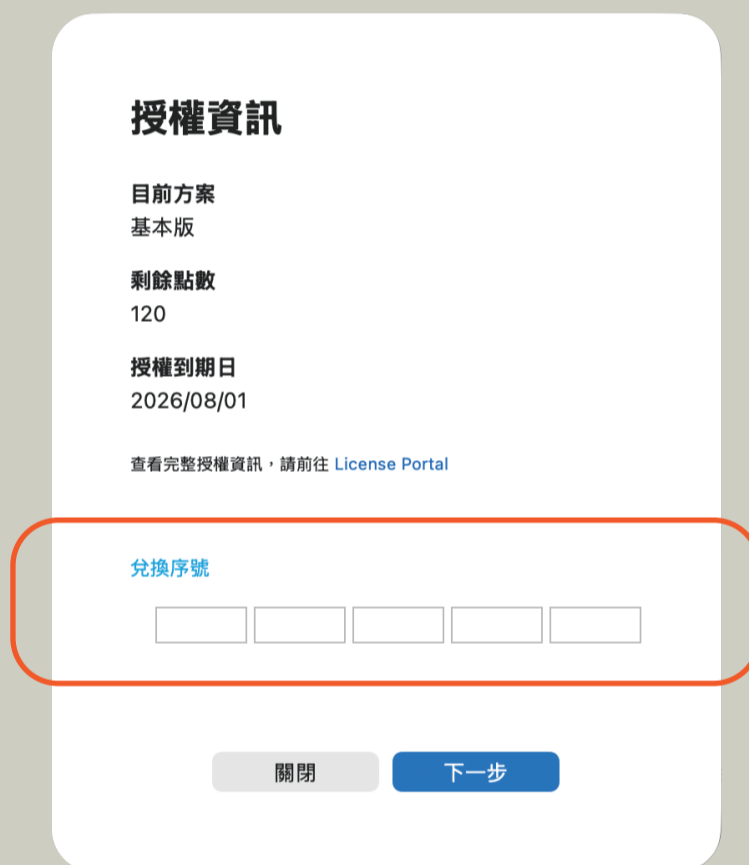 授權資訊
目前方案
基本版
剩餘點數
120
授權到期日
2026/08/01
查看完整授權資訊，請前往 License Portal
兌換序號
關閉 下一步